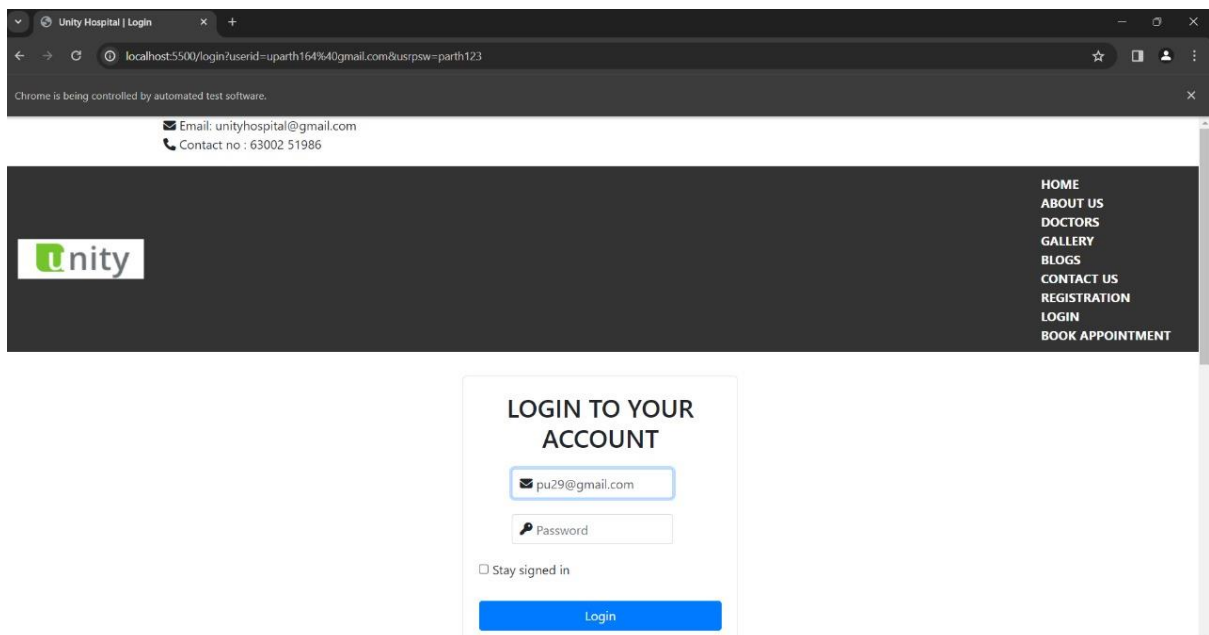 Unity Hospital | Login
localhost:5500/login?userid=uparth164%40gmail.com&usrpsw=parth123
Chrome is being controlled by automated test software.
Email: unityhospital@gmail.com
Contact no : 63002 51986
unity
HOME
ABOUT US
DOCTORS
GALLERY
BLOGS
CONTACT US
REGISTRATION
LOGIN
BOOK APPOINTMENT
LOGIN TO YOUR
ACCOUNT
pu29@gmail.com
Password
Stay signed in
Login